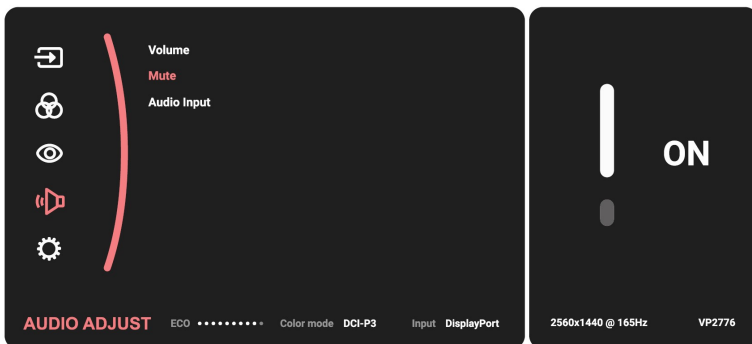 Volume
Mute
Audio Input
ON
AUDIO ADJUST ECO Color mode DCI-P3 Input DisplayPort
2560x1440 @ 165Hz VP2776